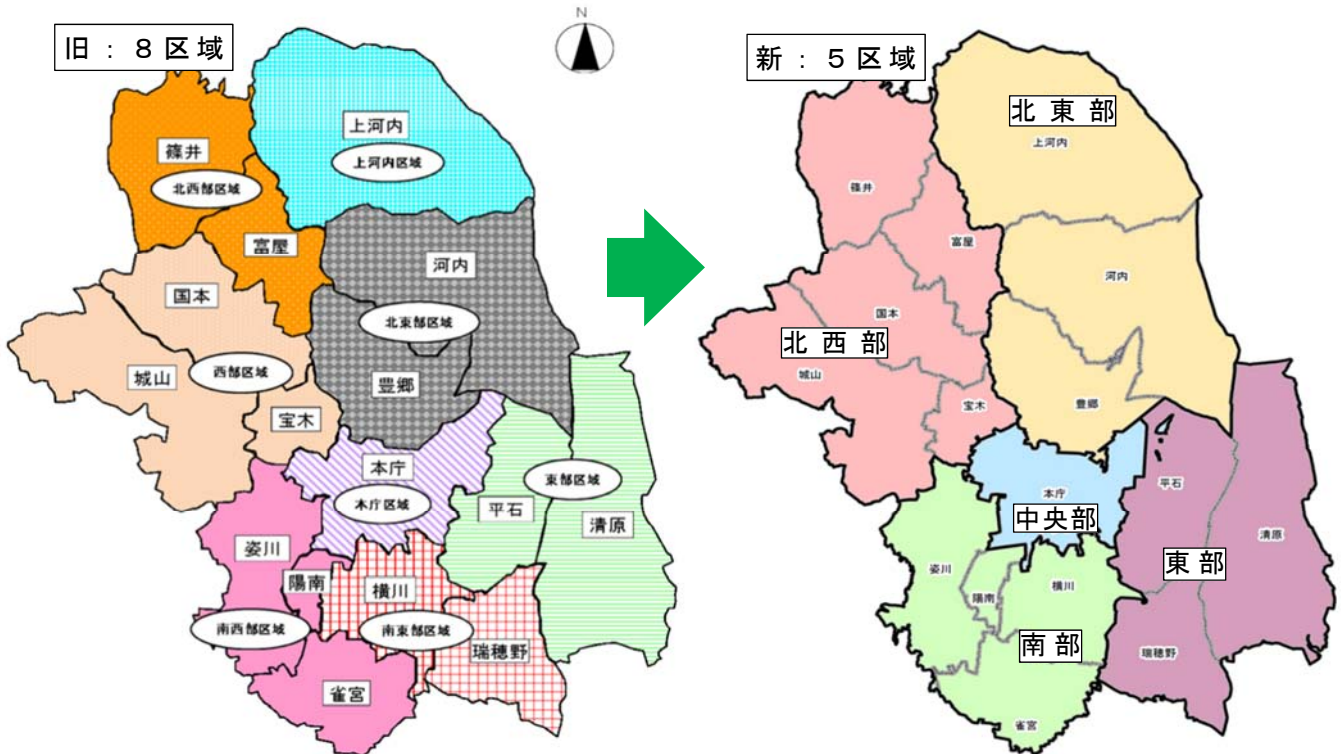 旧：８区域
N
上河内
上河内区域
篠井
北西部区域
富屋
河内
国本
北東部区域
城山
西部区域
豊郷
宝木
本庁
本庁区域
平石
東部区域
清原
姿川
陽南
横川
南西部区域
南東部区域
瑞穂野
雀宮
新：５区域
北東部
上河内
篠井
富屋
河内
国本
北西部
城山
宝木
豊郷
本庁
中央部
平石
清原
東部
姿川
横川
陽南
南部
瑞穂野
雀宮